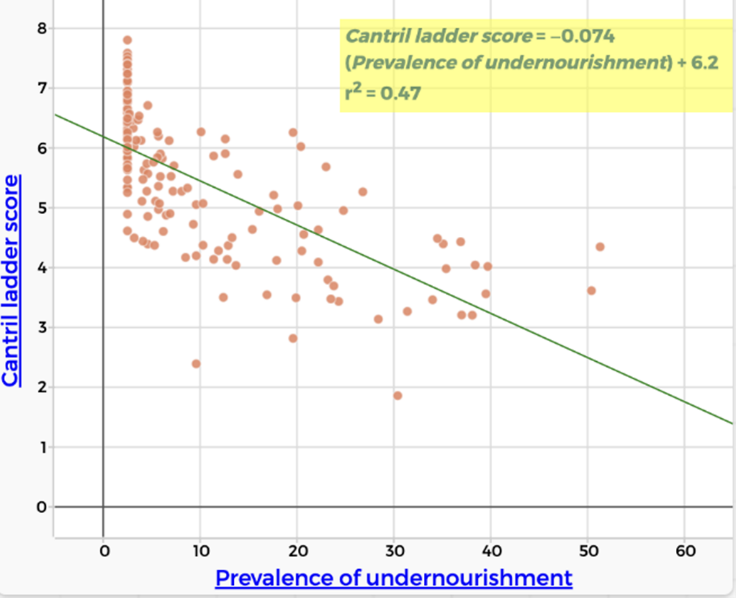 Cantril ladder score = −0.074
(Prevalence of undernourishment) + 6.2
r² = 0.47
Cantril ladder score
8
7
6
5
4
3
2
1
0
0 10 20 30 40 50 60
Prevalence of undernourishment